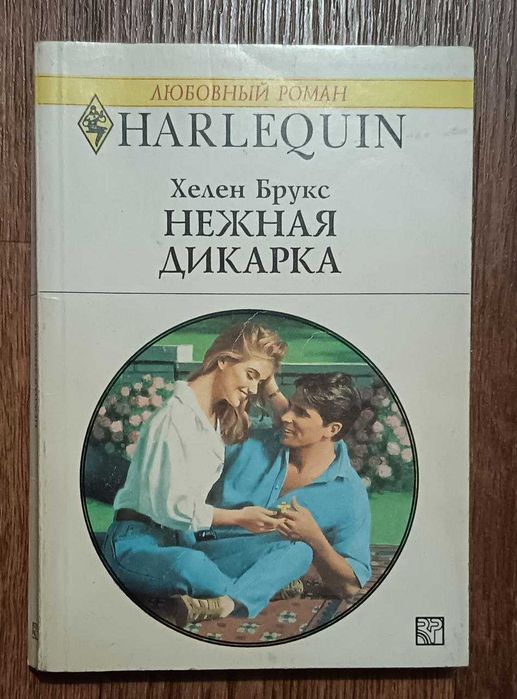 ЛЮБОВНЫЙ РОМАН
HARLEQUIN
Хелен Брукс
НЕЖНАЯ
ДИКАРКА